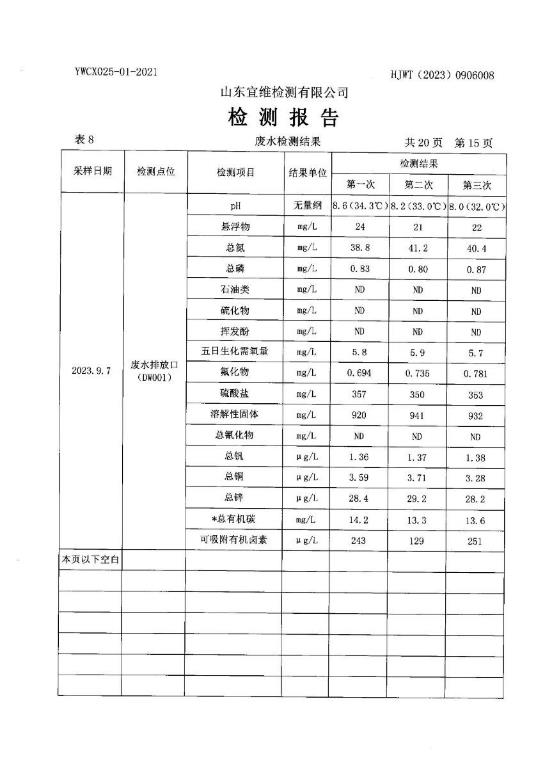 YWCX025-01-2021 HJWT（2023）0906008
山东宜维检测有限公司
检 测 报 告
表 8 废水检测结果 共 20 页 第 15 页
采样日期 检测点位 检测项目 结果单位 检测结果
第一次 第二次 第三次
pH 无量纲 8.6(34.3℃) 8.2(33.0℃) 8.0(32.0℃)
悬浮物 mg/L 24 21 22
总氮 mg/L 38.8 41.2 40.4
总磷 mg/L 0.83 0.80 0.87
石油类 mg/L ND ND ND
硫化物 mg/L ND ND ND
挥发酚 mg/L ND ND ND
五日生化需氧量 mg/L 5.8 5.9 5.7
2023.9.7 废水排放口 (DW001) 氟化物 mg/L 0.694 0.735 0.781
硫酸盐 mg/L 357 350 353
溶解性固体 mg/L 920 941 932
总氰化物 mg/L ND ND ND
总钒 μg/L 1.36 1.37 1.38
总铜 μg/L 3.59 3.71 3.28
总锌 μg/L 28.4 29.2 28.2
*总有机碳 mg/L 14.2 13.3 13.6
可吸附有机卤素 μg/L 243 129 251
本页以下空白